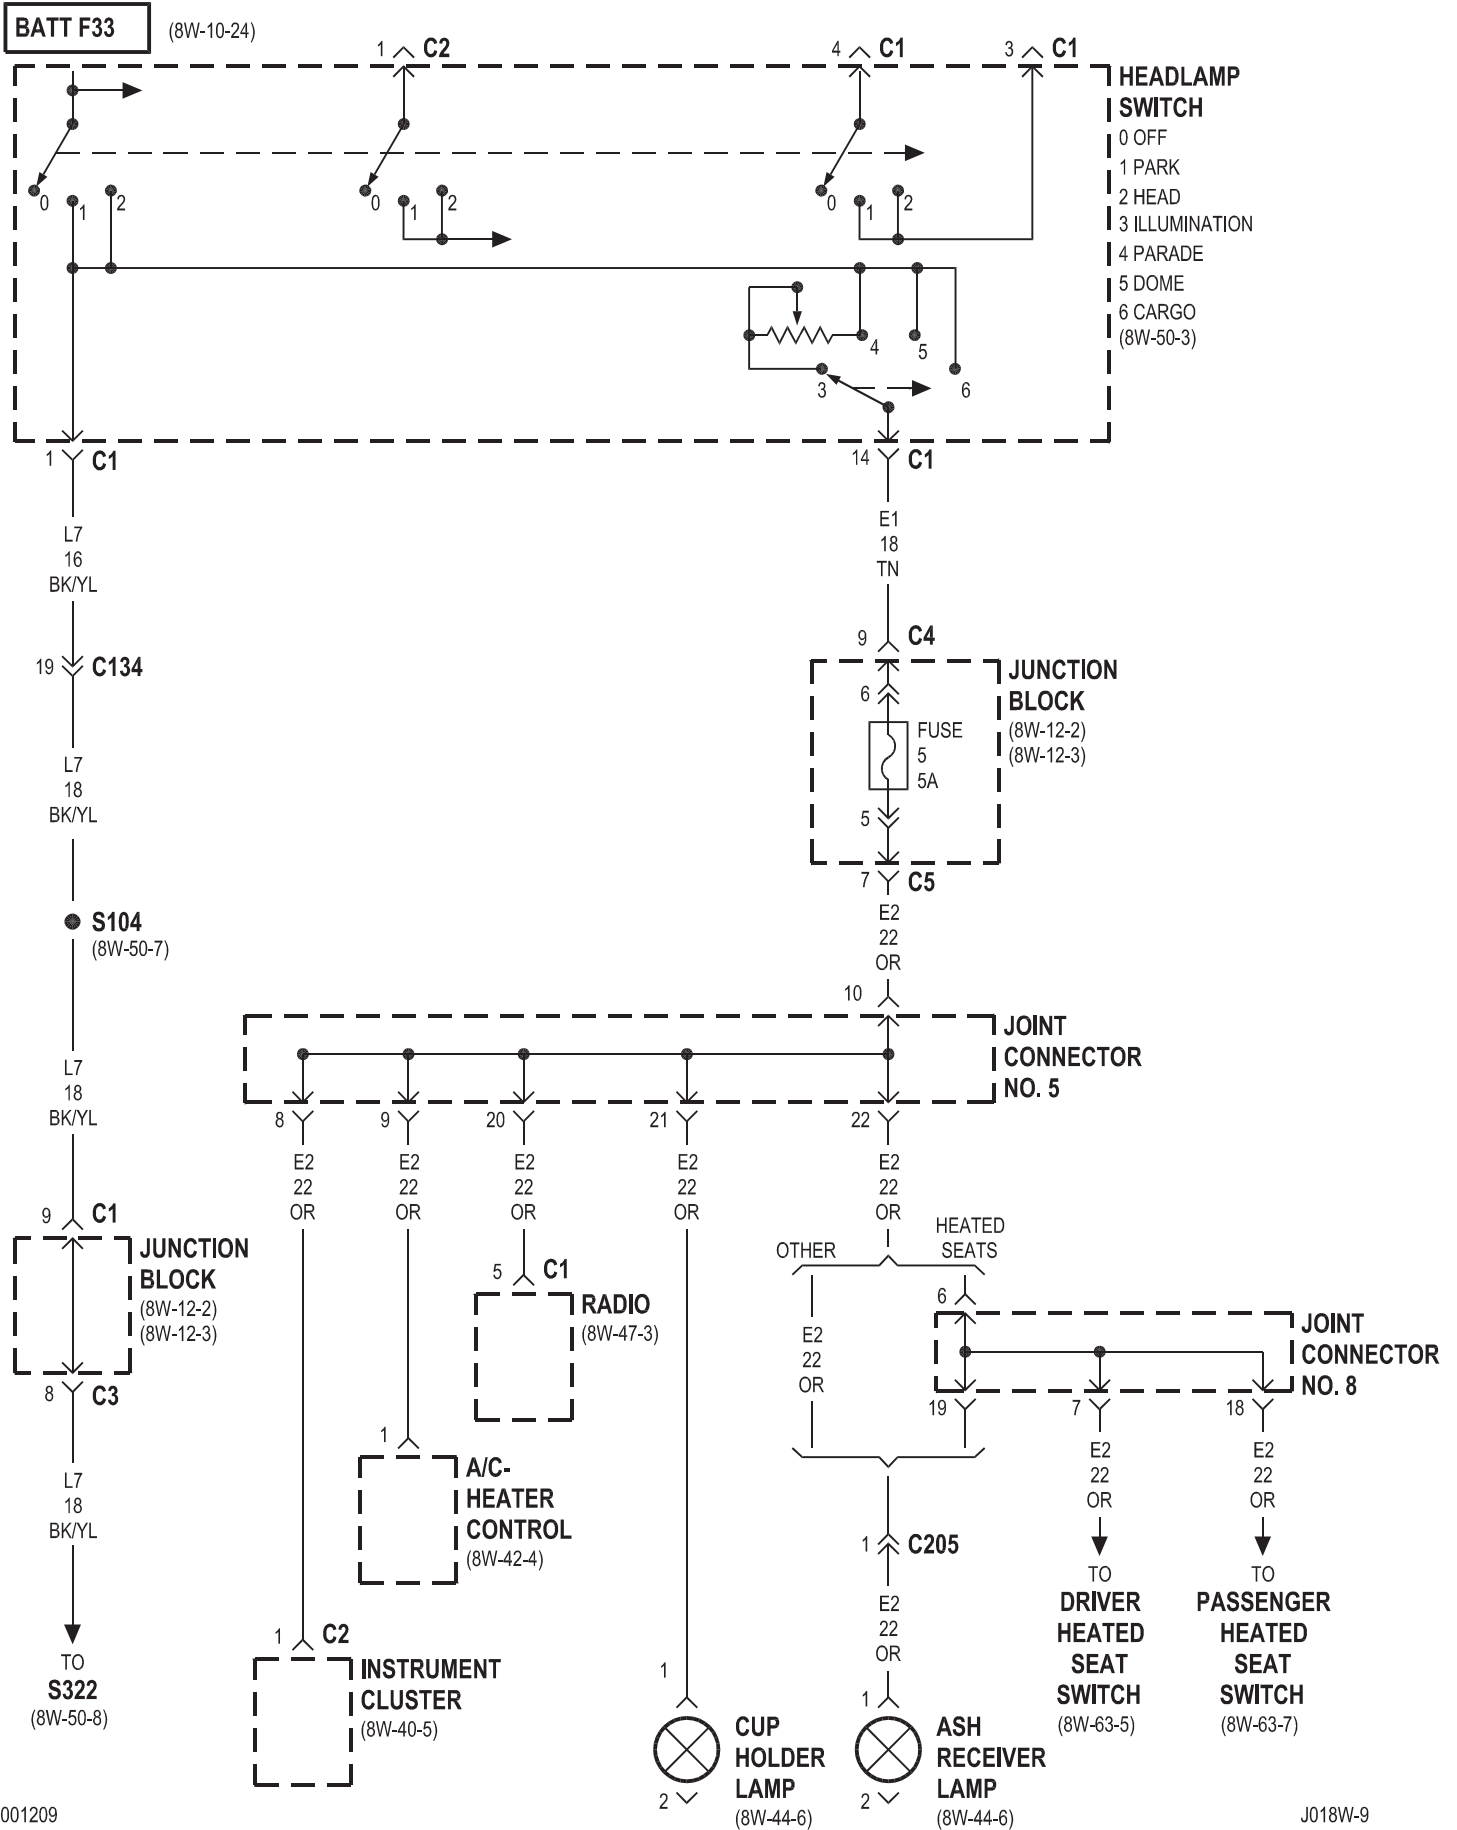 BATT F33 (8W-10-24)
1 C2
4 C1
3 C1
HEADLAMP
SWITCH
0 OFF
1 PARK
2 HEAD
3 ILLUMINATION
4 PARADE
5 DOME
6 CARGO
(8W-50-3)
0 1 2
0 1 2
0 1 2
4 5
3 6
1 C1
14 C1
L7
16
BK/YL
E1
18
TN
19 C134
9 C4
JUNCTION
BLOCK
(8W-12-2)
(8W-12-3)
6
FUSE
5
5A
5
7 C5
L7
18
BK/YL
E2
22
OR
S104
(8W-50-7)
10
JOINT
CONNECTOR
NO. 5
L7
18
BK/YL
8 9 20 21 22
E2 E2 E2 E2 E2
22 22 22 22 22
OR OR OR OR OR
9 C1
JUNCTION
BLOCK
(8W-12-2)
(8W-12-3)
8 C3
5 C1
RADIO
(8W-47-3)
OTHER
HEATED
SEATS
E2
22
OR
6
JOINT
CONNECTOR
NO. 8
19 7 18
1
A/C-
HEATER
CONTROL
(8W-42-4)
L7
18
BK/YL
E2
22
OR
E2
22
OR
1 C205
TO
DRIVER
HEATED
SEAT
SWITCH
(8W-63-5)
TO
PASSENGER
HEATED
SEAT
SWITCH
(8W-63-7)
E2
22
OR
TO
S322
(8W-50-8)
1 C2
INSTRUMENT
CLUSTER
(8W-40-5)
1
CUP
HOLDER
LAMP
(8W-44-6)
2
1
ASH
RECEIVER
LAMP
(8W-44-6)
2
001209
J018W-9